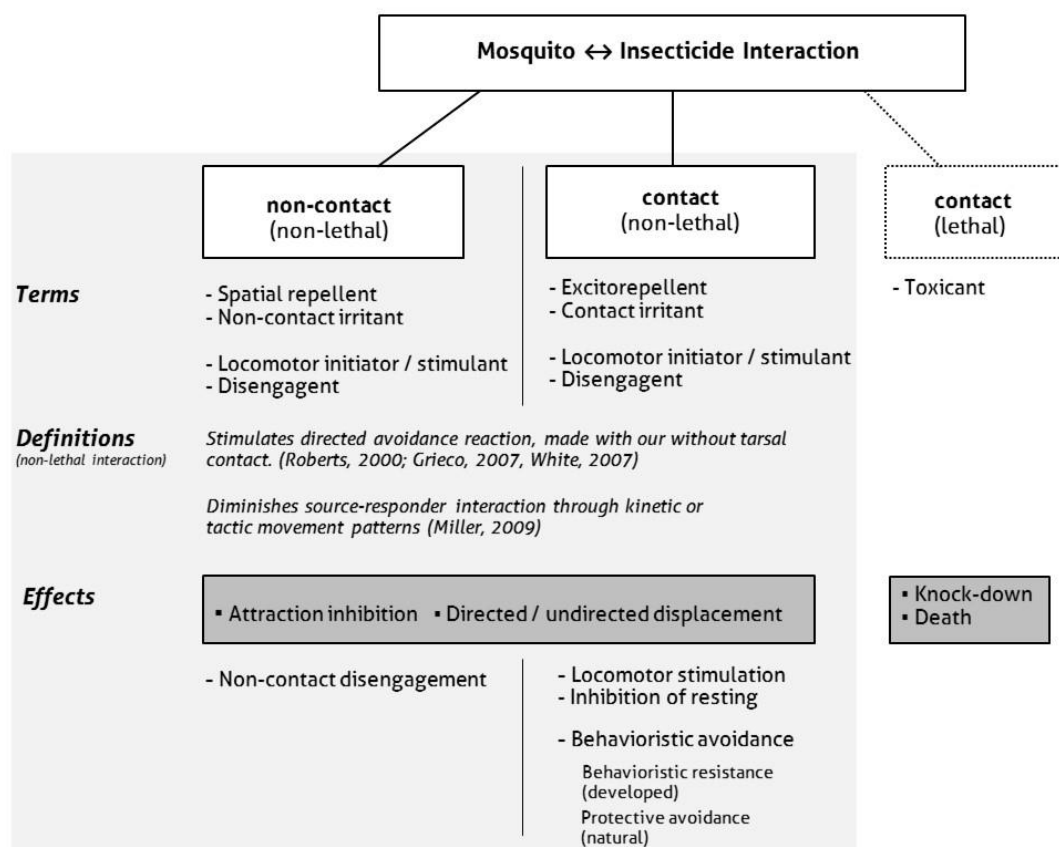 Mosquito ↔ Insecticide Interaction
non-contact
(non-lethal)
contact
(non-lethal)
contact
(lethal)
Terms
- Spatial repellent
- Non-contact irritant
- Locomotor initiator / stimulant
- Disengagent
- Excitorepellent
- Contact irritant
- Locomotor initiator / stimulant
- Disengagent
- Toxicant
Definitions
(non-lethal interaction)
Stimulates directed avoidance reaction, made with our without tarsal
contact. (Roberts, 2000; Grieco, 2007, White, 2007)
Diminishes source-responder interaction through kinetic or
tactic movement patterns (Miller, 2009)
Effects
▪ Attraction inhibition ▪ Directed / undirected displacement
▪ Knock-down
▪ Death
- Non-contact disengagement
- Locomotor stimulation
- Inhibition of resting
- Behavioristic avoidance
Behavioristic resistance
(developed)
Protective avoidance
(natural)